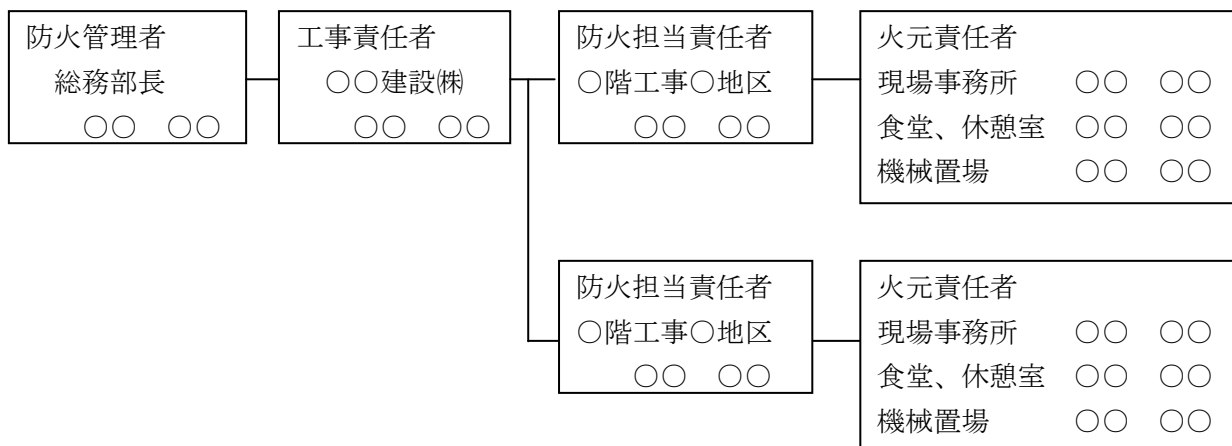 防火管理者
総務部長
○○ ○○
工事責任者
○○建設㈱
○○ ○○
防火担当責任者
○階工事○地区
○○ ○○
火元責任者
現場事務所 ○○ ○○
食堂、休憩室 ○○ ○○
機械置場 ○○ ○○
防火担当責任者
○階工事○地区
○○ ○○
火元責任者
現場事務所 ○○ ○○
食堂、休憩室 ○○ ○○
機械置場 ○○ ○○